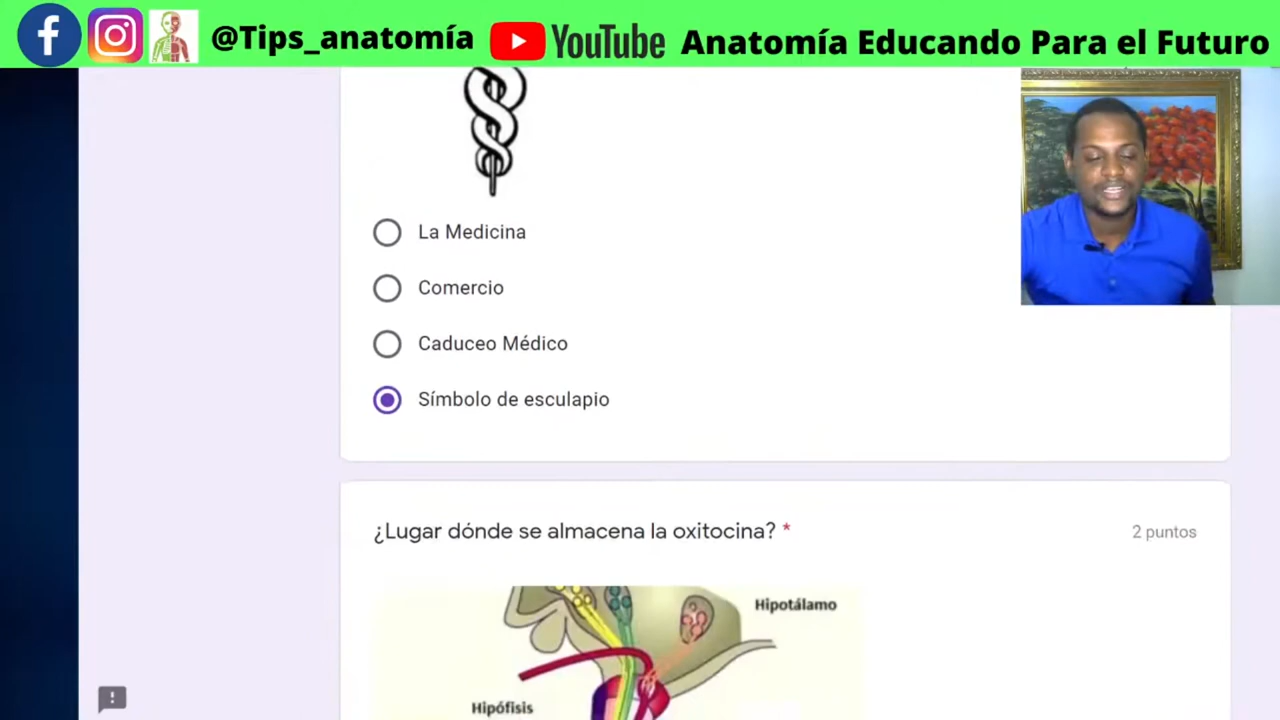 @Tips_anatomía YouTube Anatomía Educando Para el Futuro
La Medicina
Comercio
Caduceo Médico
Símbolo de esculapio
¿Lugar dónde se almacena la oxitocina? * 2 puntos
Hipotálamo
Hipófisis